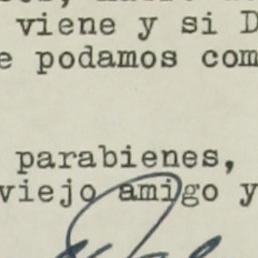 viene y si D
e podamos com
parabienes,
viejo amigo y